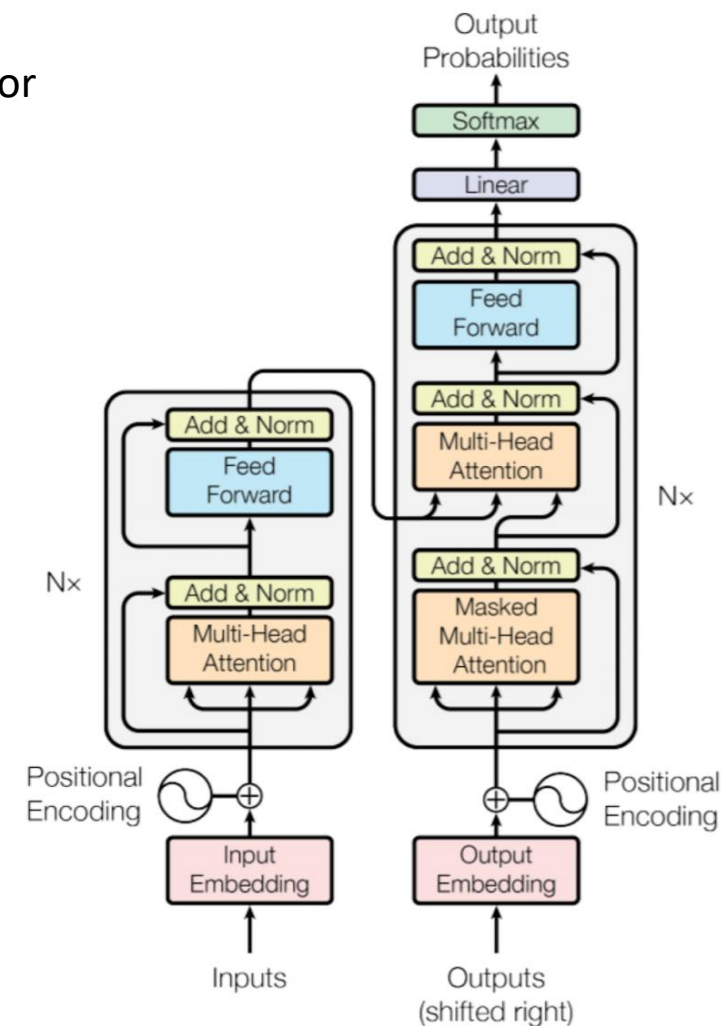 or
Output
Probabilities
Softmax
Linear
Add & Norm
Feed
Forward
Add & Norm
Multi-Head
Attention
Nx
Add & Norm
Masked
Multi-Head
Attention
Add & Norm
Feed
Forward
Nx
Add & Norm
Multi-Head
Attention
Positional
Encoding
Positional
Encoding
Input
Embedding
Output
Embedding
Inputs
Outputs
(shifted right)